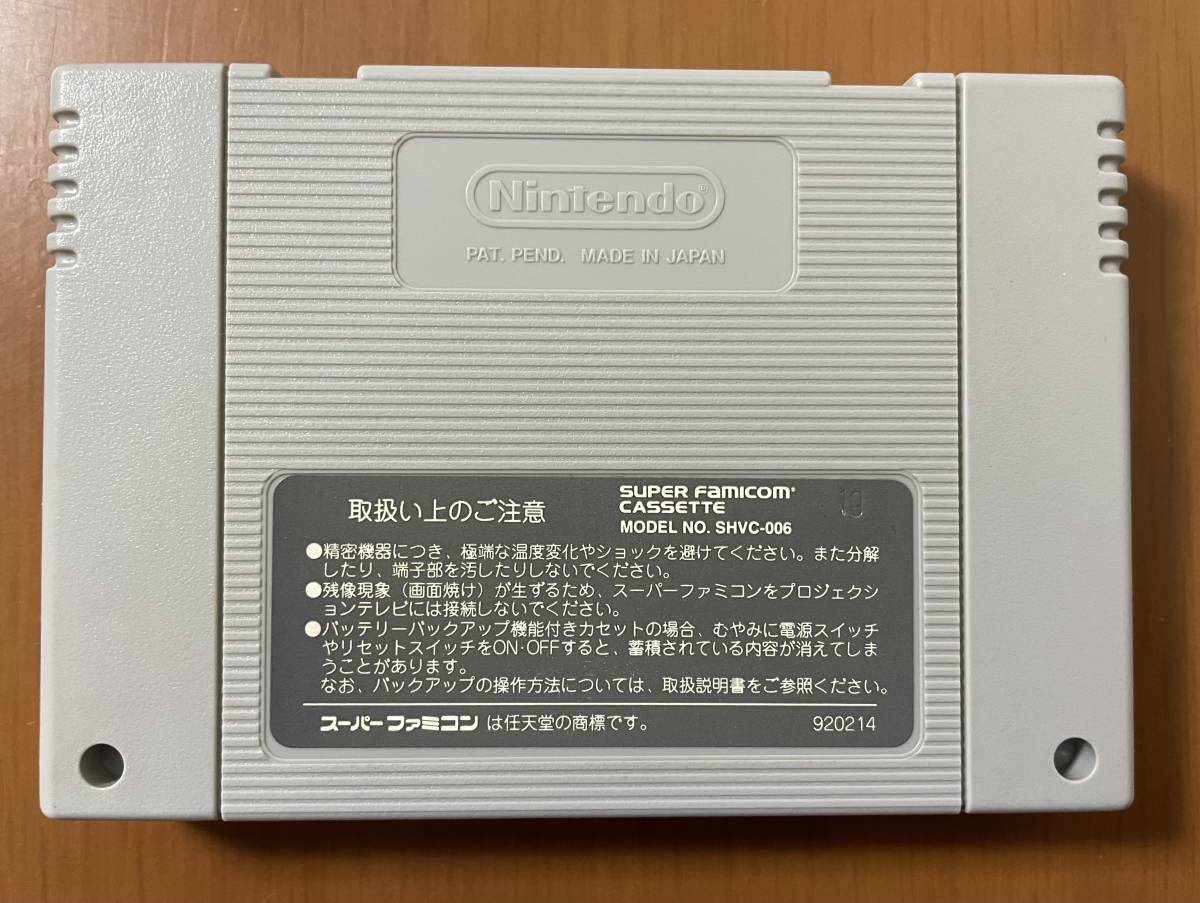 Nintendo®
PAT. PEND. MADE IN JAPAN
取扱い上のご注意
SUPER FAMICOM®
CASSETTE
MODEL NO. SHVC-006
19
●精密機器につき、極端な温度変化やショックを避けてください。また分解
したり、端子部を汚したりしないでください。
●残像現象(画面焼け)が生ずるため、スーパーファミコンをプロジェクシ
ョンテレビには接続しないでください。
●バッテリーバックアップ機能付きカセットの場合、むやみに電源スイッチ
やリセットスイッチをON・OFFすると、蓄積されている内容が消えてしま
うことがあります。
なお、バックアップの操作方法については、取扱説明書をご参照ください。
スーパーファミコン は任天堂の商標です。
920214